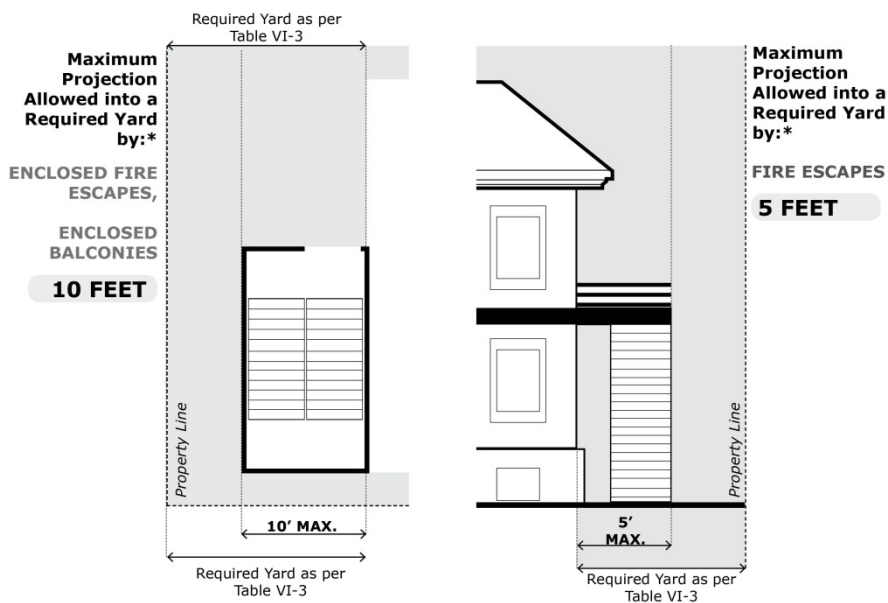 Required Yard as per
Table VI-3
Maximum
Projection
Allowed into a
Required Yard
by:*
ENCLOSED FIRE
ESCAPES,
ENCLOSED
BALCONIES
10 FEET
Property Line
10’ MAX.
Required Yard as per
Table VI-3
Maximum
Projection
Allowed into a
Required Yard
by:*
FIRE ESCAPES
5 FEET
Property Line
5’
MAX.
Required Yard as per
Table VI-3